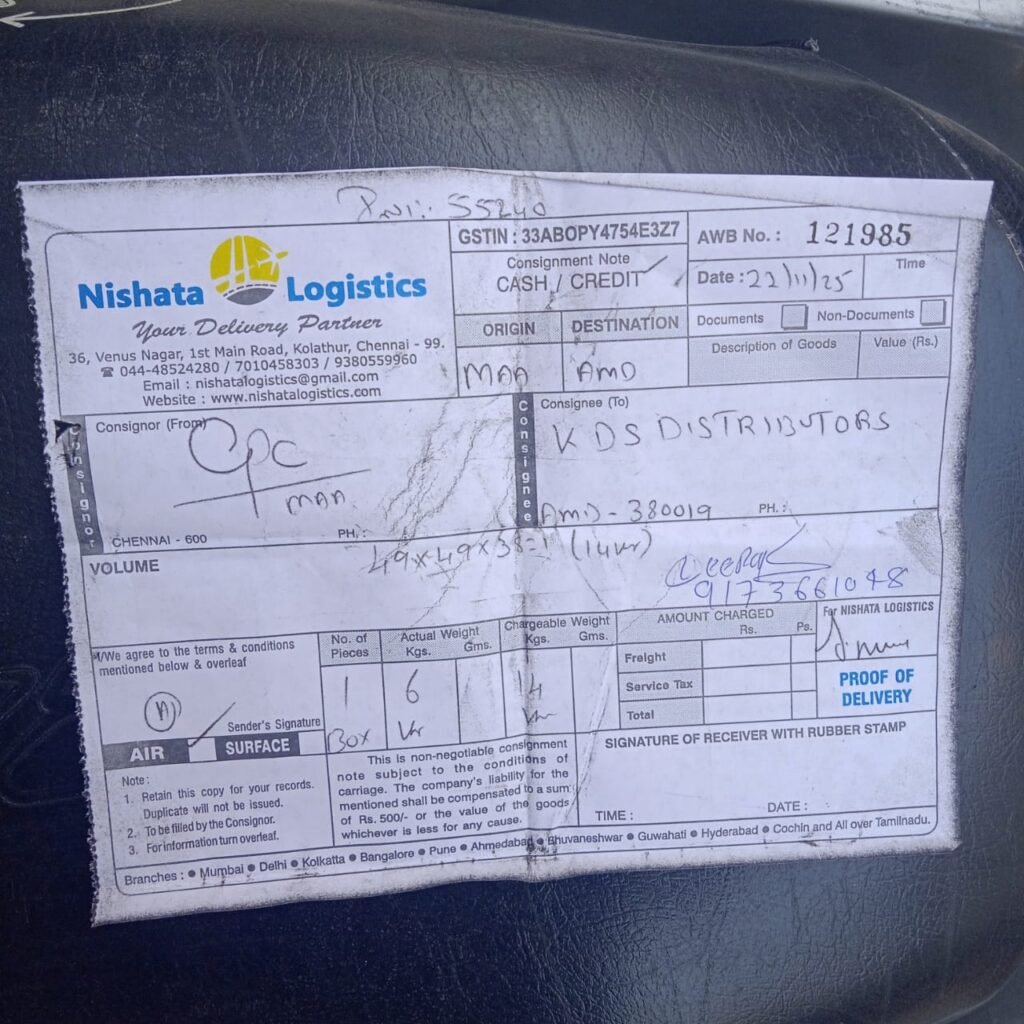 55240
Nishata Logistics
Your Delivery Partner
36, Venus Nagar, 1st Main Road, Kolathur, Chennai - 99.
☎ 044-48524280 / 7010458303 / 9380559960
Email : nishatalogistics@gmail.com
Website : www.nishatalogistics.com
GSTIN : 33ABOPY4754E3Z7
Consignment Note
CASH / CREDIT ✓
ORIGIN DESTINATION
MAA AMD
AWB No. : 121985
Date : 22/11/25 Time
Documents Non-Documents
Description of Goods Value (Rs.)
Consignor
Consignor (From)
CPC
MAA
CHENNAI - 600 PH. :
Consignee
Consignee (To)
KDS DISTRIBUTORS
AMD - 380019 PH. :
VOLUME
49x49x38=1 (14kg)
Deepak
9173661048
I/We agree to the terms & conditions
mentioned below & overleaf
Sender's Signature
AIR ✓ SURFACE
No. of Pieces
1
Box
Actual Weight
Kgs. Gms.
6
Chargeable Weight
Kgs. Gms.
14
AMOUNT CHARGED
Rs. Ps.
Freight
Service Tax
Total
For NISHATA LOGISTICS
PROOF OF
DELIVERY
Note :
1. Retain this copy for your records.
Duplicate will not be issued.
2. To be filled by the Consignor.
3. For information turn overleaf.
This is non-negotiable consignment
note subject to the conditions of
carriage. The company's liability for the
mentioned shall be compensated to a sum
of Rs. 500/- or the value of the goods
whichever is less for any cause.
SIGNATURE OF RECEIVER WITH RUBBER STAMP
TIME : DATE :
Branches : ● Mumbai ● Delhi ● Kolkatta ● Bangalore ● Pune ● Ahmedabad ● Bhuvaneshwar ● Guwahati ● Hyderabad ● Cochin and All over Tamilnadu.